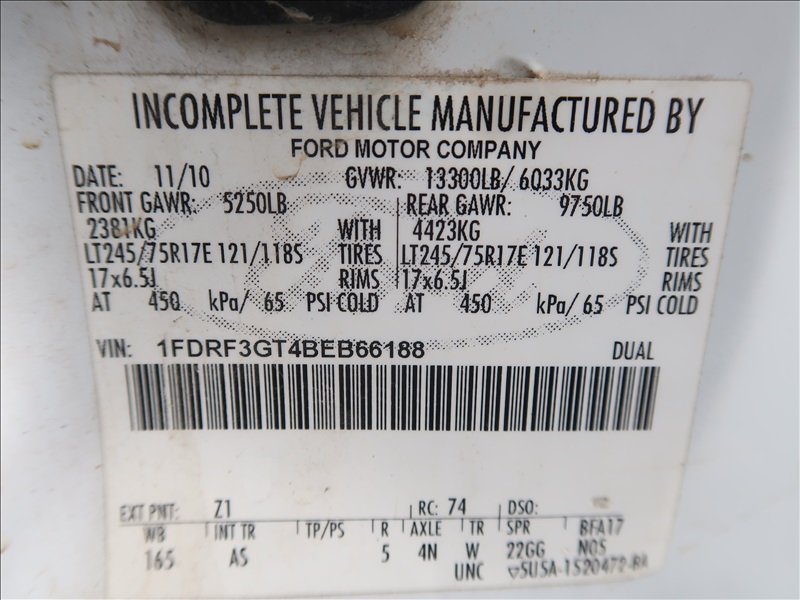 INCOMPLETE VEHICLE MANUFACTURED BY
FORD MOTOR COMPANY
DATE: 11/10 GVWR: 13300LB/ 6033KG
FRONT GAWR: 5250LB REAR GAWR: 9750LB
2381KG WITH 4423KG WITH
LT245/75R17E 121/118S TIRES LT245/75R17E 121/118S TIRES
17x6.5J RIMS 17x6.5J RIMS
AT 450 kPa/ 65 PSI COLD AT 450 kPa/ 65 PSI COLD
VIN: 1FDRF3GT4BEB66188 DUAL
EXT PNT: Z1 RC: 74 DSO:
WB INT TR TP/PS R AXLE TR SPR BFA17
165 AS 5 4N W 22GG NOS
UNC 5USA-1520472-BA